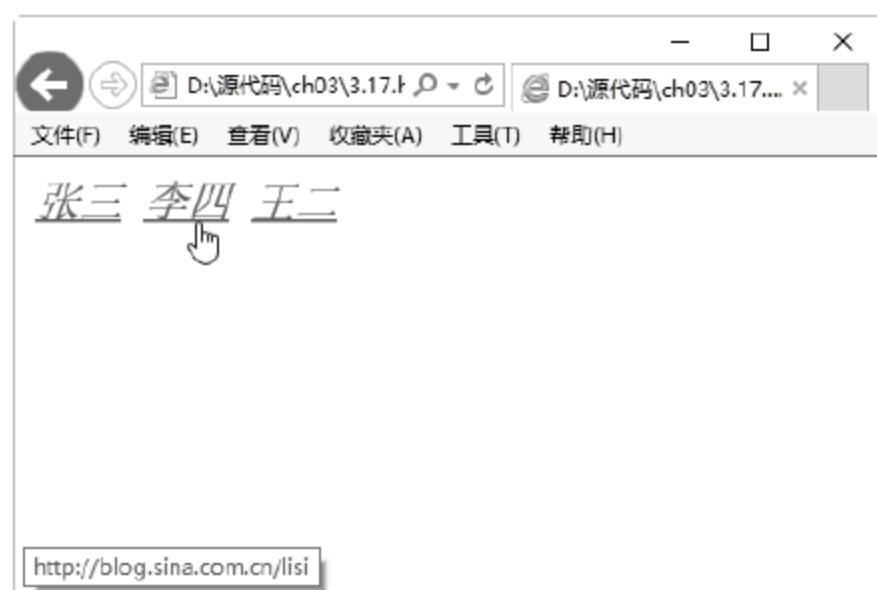 D:\源代码\ch03\3.17.h D:\源代码\ch03\3.17....
文件(F) 编辑(E) 查看(V) 收藏夹(A) 工具(T) 帮助(H)
张三 李四 王二
http://blog.sina.com.cn/lisi